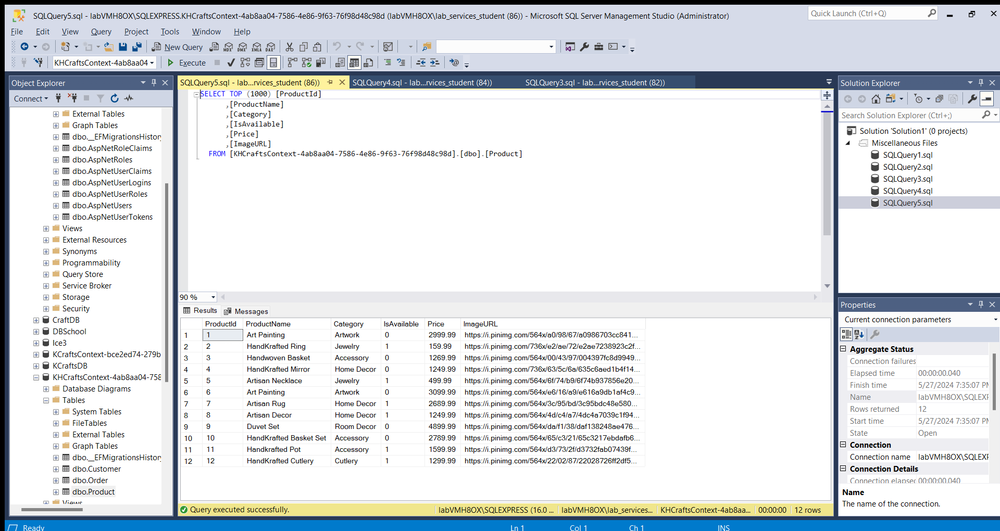 SQLQuery5.sql - labVMH8OX\SQLEXPRESS.KHCraftsContext-4ab8aa04-7586-4e86-9f63-76f98d48c98d (labVMH8OX\lab_services_student (86)) - Microsoft SQL Server Management Studio (Administrator)
Quick Launch (Ctrl+Q)
File Edit View Query Project Tools Window Help
New Query MDX DMX XMLA DAX
KHCraftsContext-4ab8aa04 Execute
Object Explorer
Connect
External Tables
Graph Tables
dbo.__EFMigrationsHistory
dbo.AspNetRoleClaims
dbo.AspNetRoles
dbo.AspNetUserClaims
dbo.AspNetUserLogins
dbo.AspNetUserRoles
dbo.AspNetUsers
dbo.AspNetUserTokens
Views
External Resources
Synonyms
Programmability
Query Store
Service Broker
Storage
Security
CraftDB
DBSchool
Ice3
KCraftsContext-bce2ed74-279b
KCraftsDB
KHCraftsContext-4ab8aa04-758
Database Diagrams
Tables
System Tables
FileTables
External Tables
Graph Tables
dbo.__EFMigrationsHistory
dbo.Customer
dbo.Order
dbo.Product
Views
SQLQuery5.sql - lab...rvices_student (86)) SQLQuery4.sql - lab...rvices_student (84)) SQLQuery3.sql - lab...rvices_student (82))
SELECT TOP (1000) [ProductId]
,[ProductName]
,[Category]
,[IsAvailable]
,[Price]
,[ImageURL]
FROM [KHCraftsContext-4ab8aa04-7586-4e86-9f63-76f98d48c98d].[dbo].[Product]
90 %
Results Messages
ProductId ProductName Category IsAvailable Price ImageURL
1 1 Art Painting Artwork 0 2999.99 https://i.pinimg.com/564x/a0/98/67/a0986703cc841...
2 2 HandKrafted Ring Jewelry 1 159.99 https://i.pinimg.com/736x/e2/ae/72/e2ae7238923c2f...
3 3 Handwoven Basket Accessory 0 1269.99 https://i.pinimg.com/564x/00/43/97/004397fc8d9949...
4 4 HandKrafted Mirror Home Decor 0 1249.99 https://i.pinimg.com/736x/63/5c/6a/635c6aed1b4f14...
5 5 Artisan Necklace Jewelry 1 499.99 https://i.pinimg.com/564x/6f/74/b9/6f74b937856e20...
6 6 Art Painting Artwork 0 3099.99 https://i.pinimg.com/564x/e6/16/a9/e616a9db1af4c9...
7 7 Artisan Rug Home Decor 1 2689.99 https://i.pinimg.com/564x/3c/95/bd/3c95bdc48e580...
8 8 Artisan Decor Home Decor 1 1249.99 https://i.pinimg.com/564x/4d/c4/a7/4dc4a7039c1f94...
9 9 Duvet Set Room Decor 0 4899.99 https://i.pinimg.com/564x/da/f1/38/daf138248ae476...
10 10 HandKrafted Basket Set Accessory 0 2789.99 https://i.pinimg.com/564x/65/c3/21/65c3217ebdafb6...
11 11 Handkrafted Pot Accessory 1 1599.99 https://i.pinimg.com/564x/d3/73/2f/d3732fab07439f...
12 12 HandKrafted Cutlery Cutlery 1 1299.99 https://i.pinimg.com/564x/22/02/87/22028726ff2df5...
Query executed successfully. labVMH8OX\SQLEXPRESS (16.0 ... labVMH8OX\lab_services... KHCraftsContext-4ab8aa... 00:00:00 12 rows
Solution Explorer
Search Solution Explorer (Ctrl+;)
Solution 'Solution1' (0 projects)
Miscellaneous Files
SQLQuery1.sql
SQLQuery2.sql
SQLQuery3.sql
SQLQuery4.sql
SQLQuery5.sql
Properties
Current connection parameters
Aggregate Status
Connection failures
Elapsed time 00:00:00.040
Finish time 5/27/2024 7:35:07 PM
Name labVMH8OX\SQLEXPR
Rows returned 12
Start time 5/27/2024 7:35:07 PM
State Open
Connection
Connection name labVMH8OX\SQLEXPR
Connection Details
Connection elapsed 00:00:00.040
Name
The name of the connection.
Ready Ln 1 Col 1 Ch 1 INS